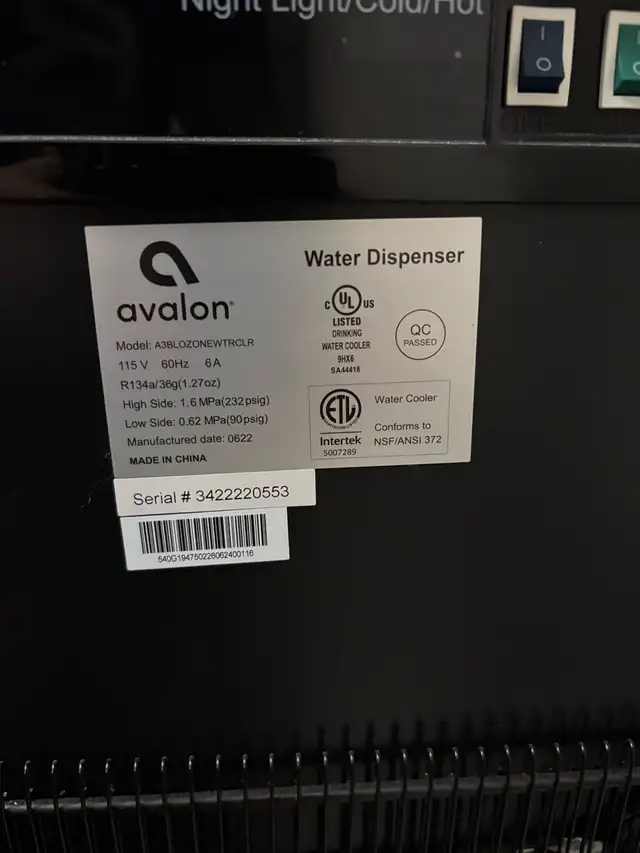 Night Light/Cold/Hot
avalon®
Model: A3BLOZONEWTRCLR
115 V 60Hz 6A
R134a/36g(1.27oz)
High Side: 1.6 MPa(232psig)
Low Side: 0.62 MPa(90psig)
Manufactured date: 0622
MADE IN CHINA
Water Dispenser
C UL US
LISTED
DRINKING
WATER COOLER
9HX6
SA44418
QC
PASSED
ETL
Intertek
5007289
Water Cooler
Conforms to
NSF/ANSI 372
Serial # 3422220553
540G194750226062400116